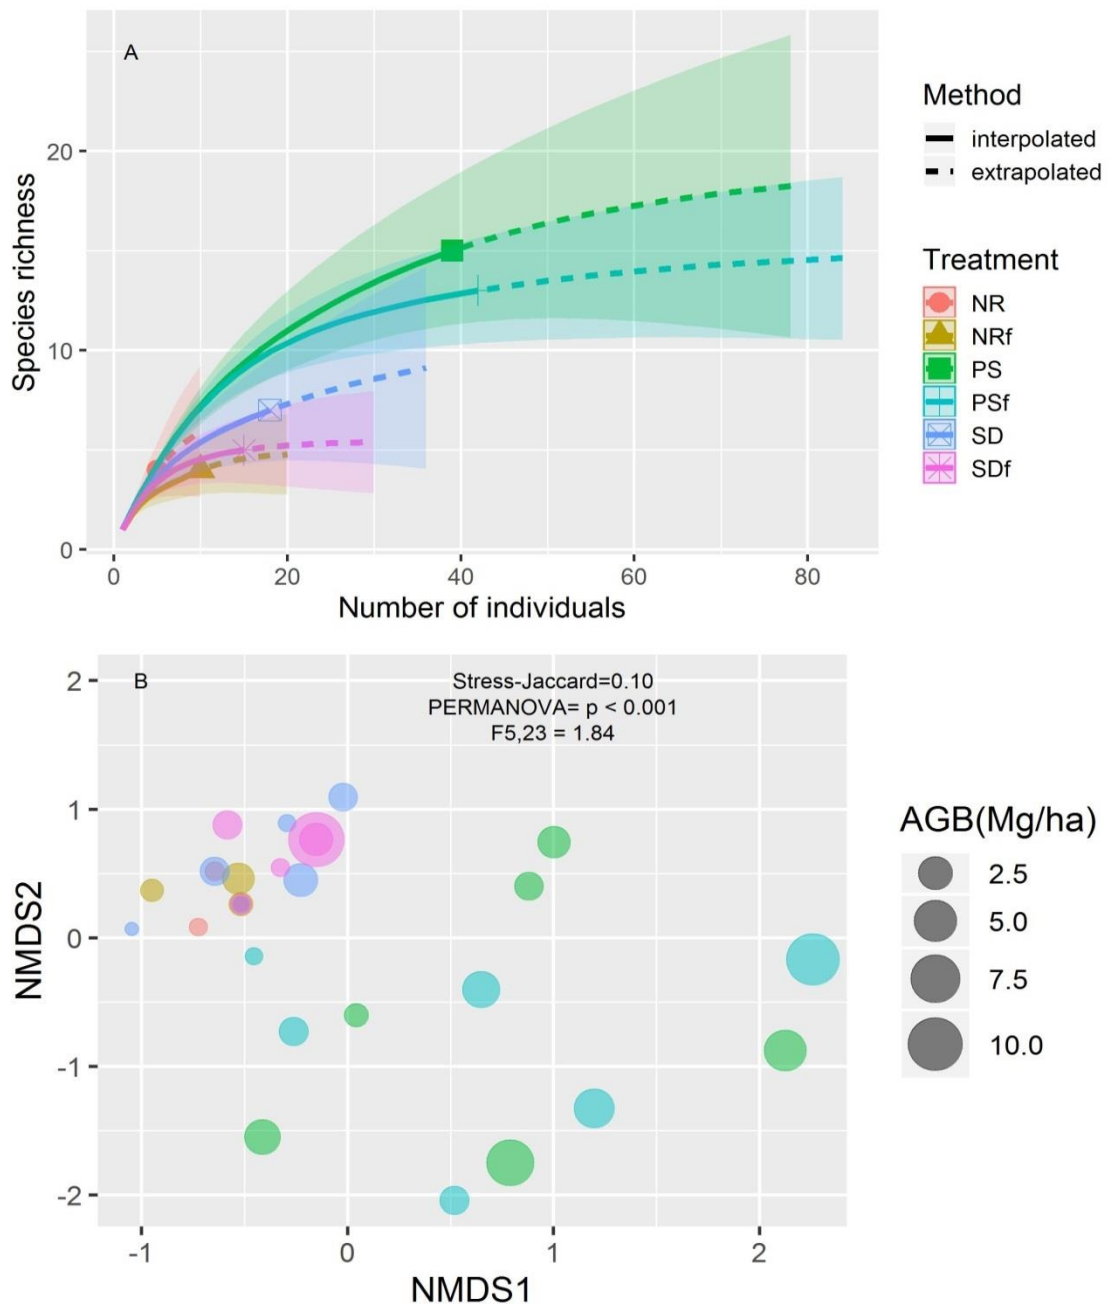 A
20
10
0
0 20 40 60 80
Species richness
Number of individuals
Method
interpolated
extrapolated
Treatment
NR
NRf
PS
PSf
SD
SDf
B
Stress-Jaccard=0.10
PERMANOVA= p < 0.001
F5,23 = 1.84
2
1
0
-1
-2
-1 0 1 2
NMDS2
NMDS1
AGB(Mg/ha)
2.5
5.0
7.5
10.0